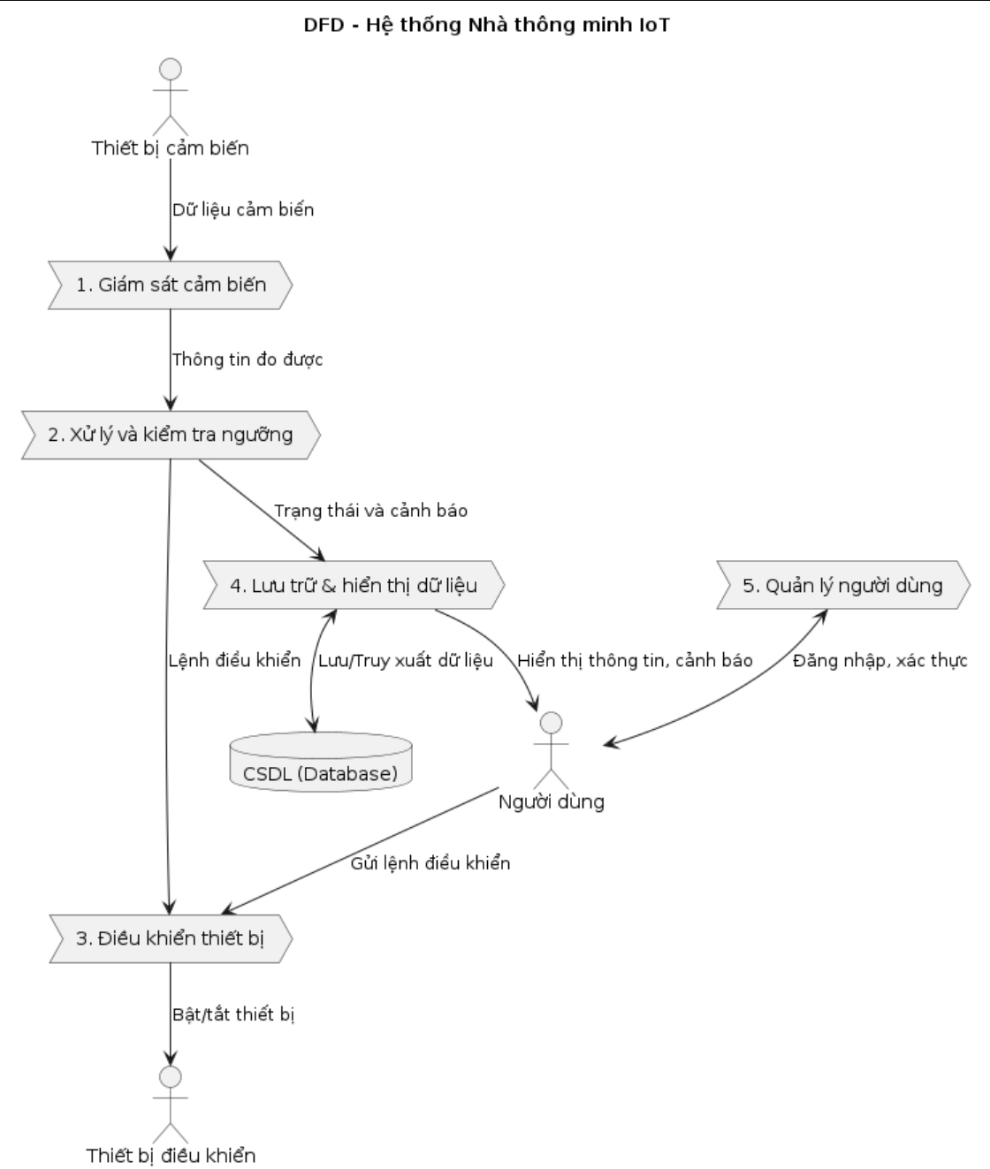 DFD - Hệ thống Nhà thông minh IoT
Thiết bị cảm biến
Dữ liệu cảm biến
1. Giám sát cảm biến
Thông tin đo được
2. Xử lý và kiểm tra ngưỡng
Trạng thái và cảnh báo
4. Lưu trữ & hiển thị dữ liệu
5. Quản lý người dùng
Lệnh điều khiển
Lưu/Truy xuất dữ liệu
Hiển thị thông tin, cảnh báo
Đăng nhập, xác thực
CSDL (Database)
Người dùng
Gửi lệnh điều khiển
3. Điều khiển thiết bị
Bật/tắt thiết bị
Thiết bị điều khiển